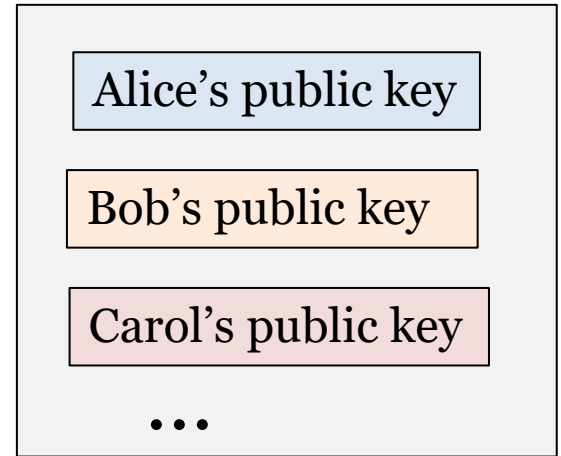 Alice’s public key
Bob’s public key
Carol’s public key
...